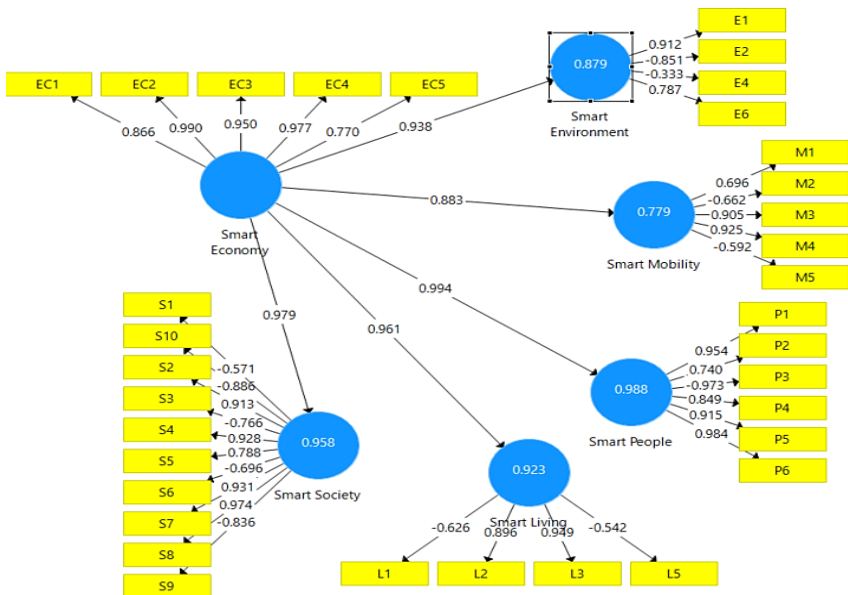 E1
0.912
E2
0.879
-0.851
-0.333
E4
0.787
E6
EC1
EC2
EC3
EC4
EC5
0.866
0.990
0.950
0.977
0.770
0.938
Smart
Environment
M1
0.696
M2
-0.662
0.883
0.779
0.905
M3
0.925
M4
-0.592
M5
Smart
Economy
Smart Mobility
0.994
0.979
0.961
S1
S10
S2
S3
S4
S5
S6
S7
S8
S9
-0.571
-0.886
0.913
-0.766
0.928
0.788
-0.696
0.931
0.974
-0.836
0.958
Smart Society
P1
P2
P3
P4
P5
P6
0.954
0.740
-0.973
0.849
0.915
0.984
0.988
Smart People
0.923
Smart Living
-0.626
0.896
0.949
-0.542
L1
L2
L3
L5